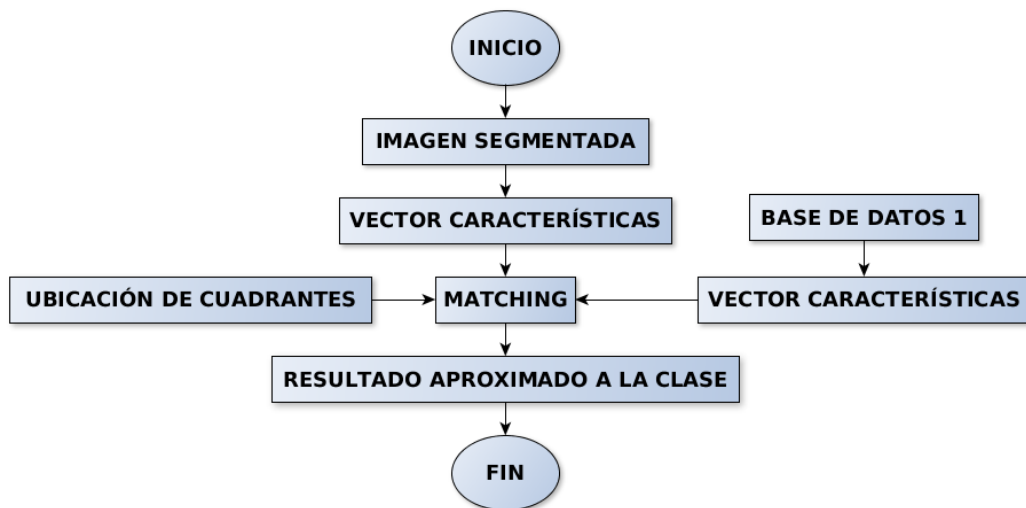 INICIO
IMAGEN SEGMENTADA
VECTOR CARACTERÍSTICAS
BASE DE DATOS 1
UBICACIÓN DE CUADRANTES
MATCHING
VECTOR CARACTERÍSTICAS
RESULTADO APROXIMADO A LA CLASE
FIN